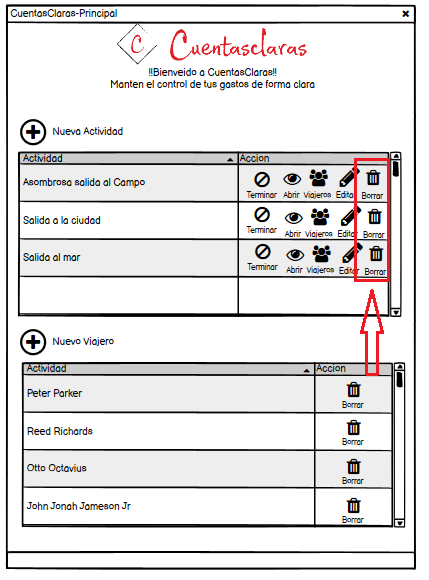 CuentasClaras-Principal
C Cuentasclaras
!!Bienveido a CuentasClaras!!
Manten el control de tus gastos de forma clara
Nueva Actividad
Actividad Accion
Asombrosa salida al Campo Terminar Abrir Viajeros Editar Borrar
Salida a la ciudad Terminar Abrir Viajeros Editar Borrar
Salida al mar Terminar Abrir Viajeros Editar Borrar
Nuevo Viajero
Actividad Accion
Peter Parker Borrar
Reed Richards Borrar
Otto Octavius Borrar
John Jonah Jameson Jr Borrar